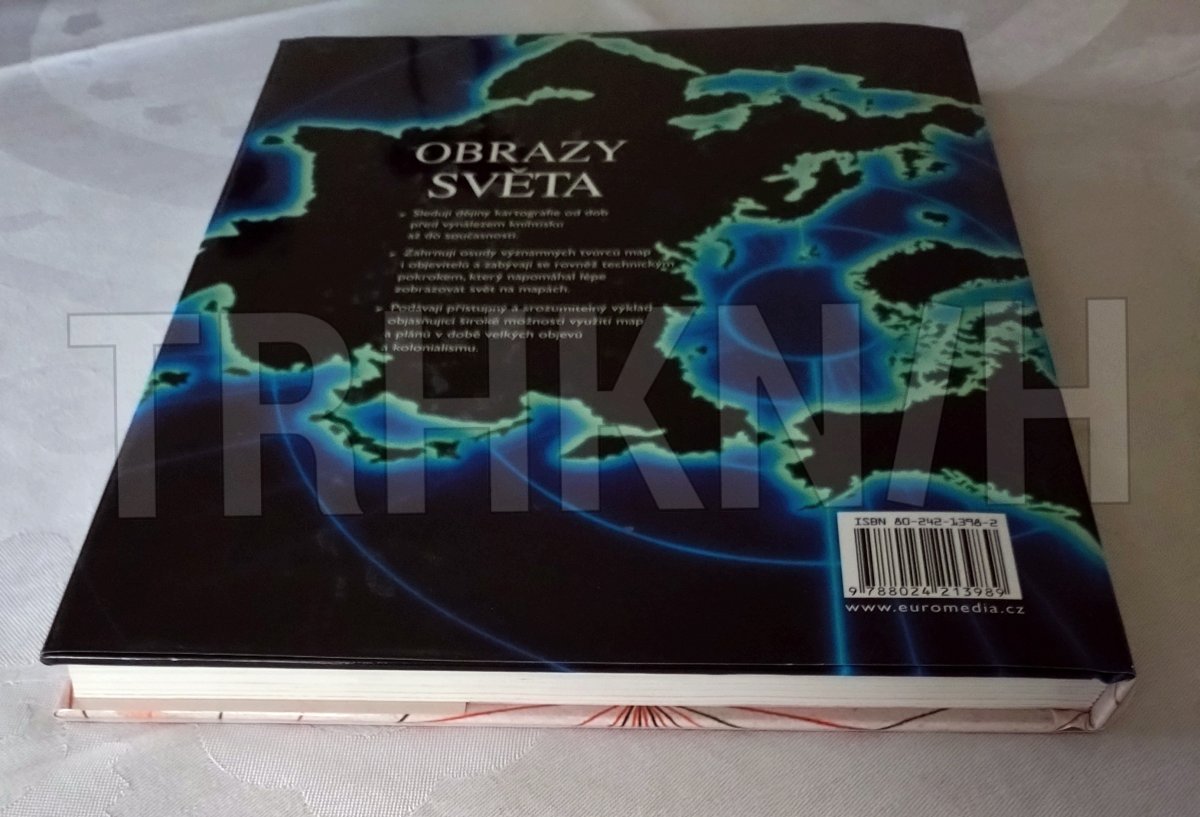 OBRAZY
SVĚTA
▸ Sledují dějiny kartografie od dob
před vynálezem knihtisku
až do současnosti.
▸ Zahrnují osudy významných tvůrců map
i objevitelů a zabývají se rovněž technickým
pokrokem, který napomáhal lépe
zobrazovat svět na mapách.
▸ Podávají přístupný a srozumitelný výklad
objasňující široké možnosti využití map
a plánů v době velkých objevů
a kolonialismu.
TRHKNIH
ISBN 80-242-1398-2
9 788024 213989
www.euromedia.cz